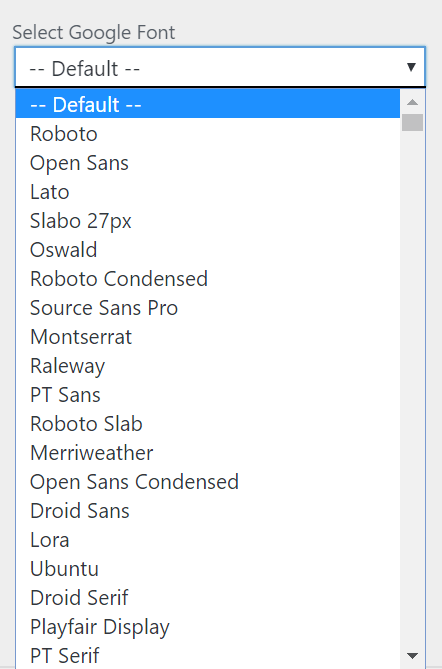 Select Google Font
-- Default --
-- Default --
Roboto
Open Sans
Lato
Slabo 27px
Oswald
Roboto Condensed
Source Sans Pro
Montserrat
Raleway
PT Sans
Roboto Slab
Merriweather
Open Sans Condensed
Droid Sans
Lora
Ubuntu
Droid Serif
Playfair Display
PT Serif